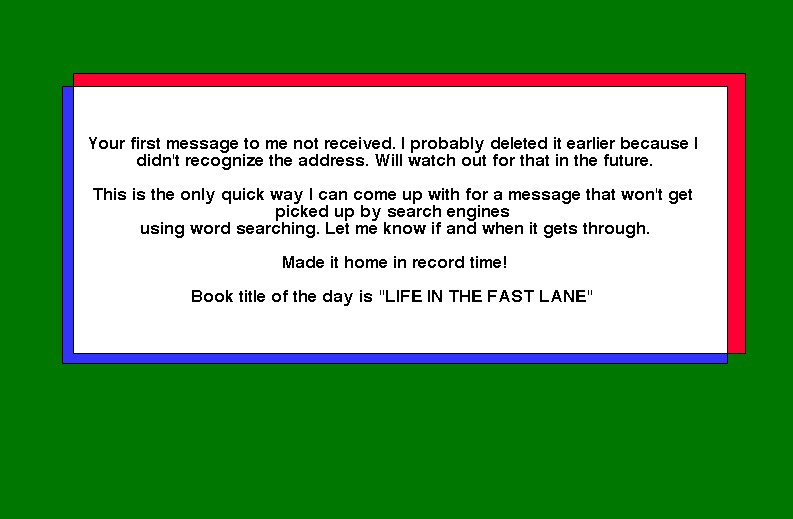 Your first message to me not received. I probably deleted it earlier because I
didn't recognize the address. Will watch out for that in the future.
This is the only quick way I can come up with for a message that won't get
picked up by search engines
using word searching. Let me know if and when it gets through.
Made it home in record time!
Book title of the day is "LIFE IN THE FAST LANE"